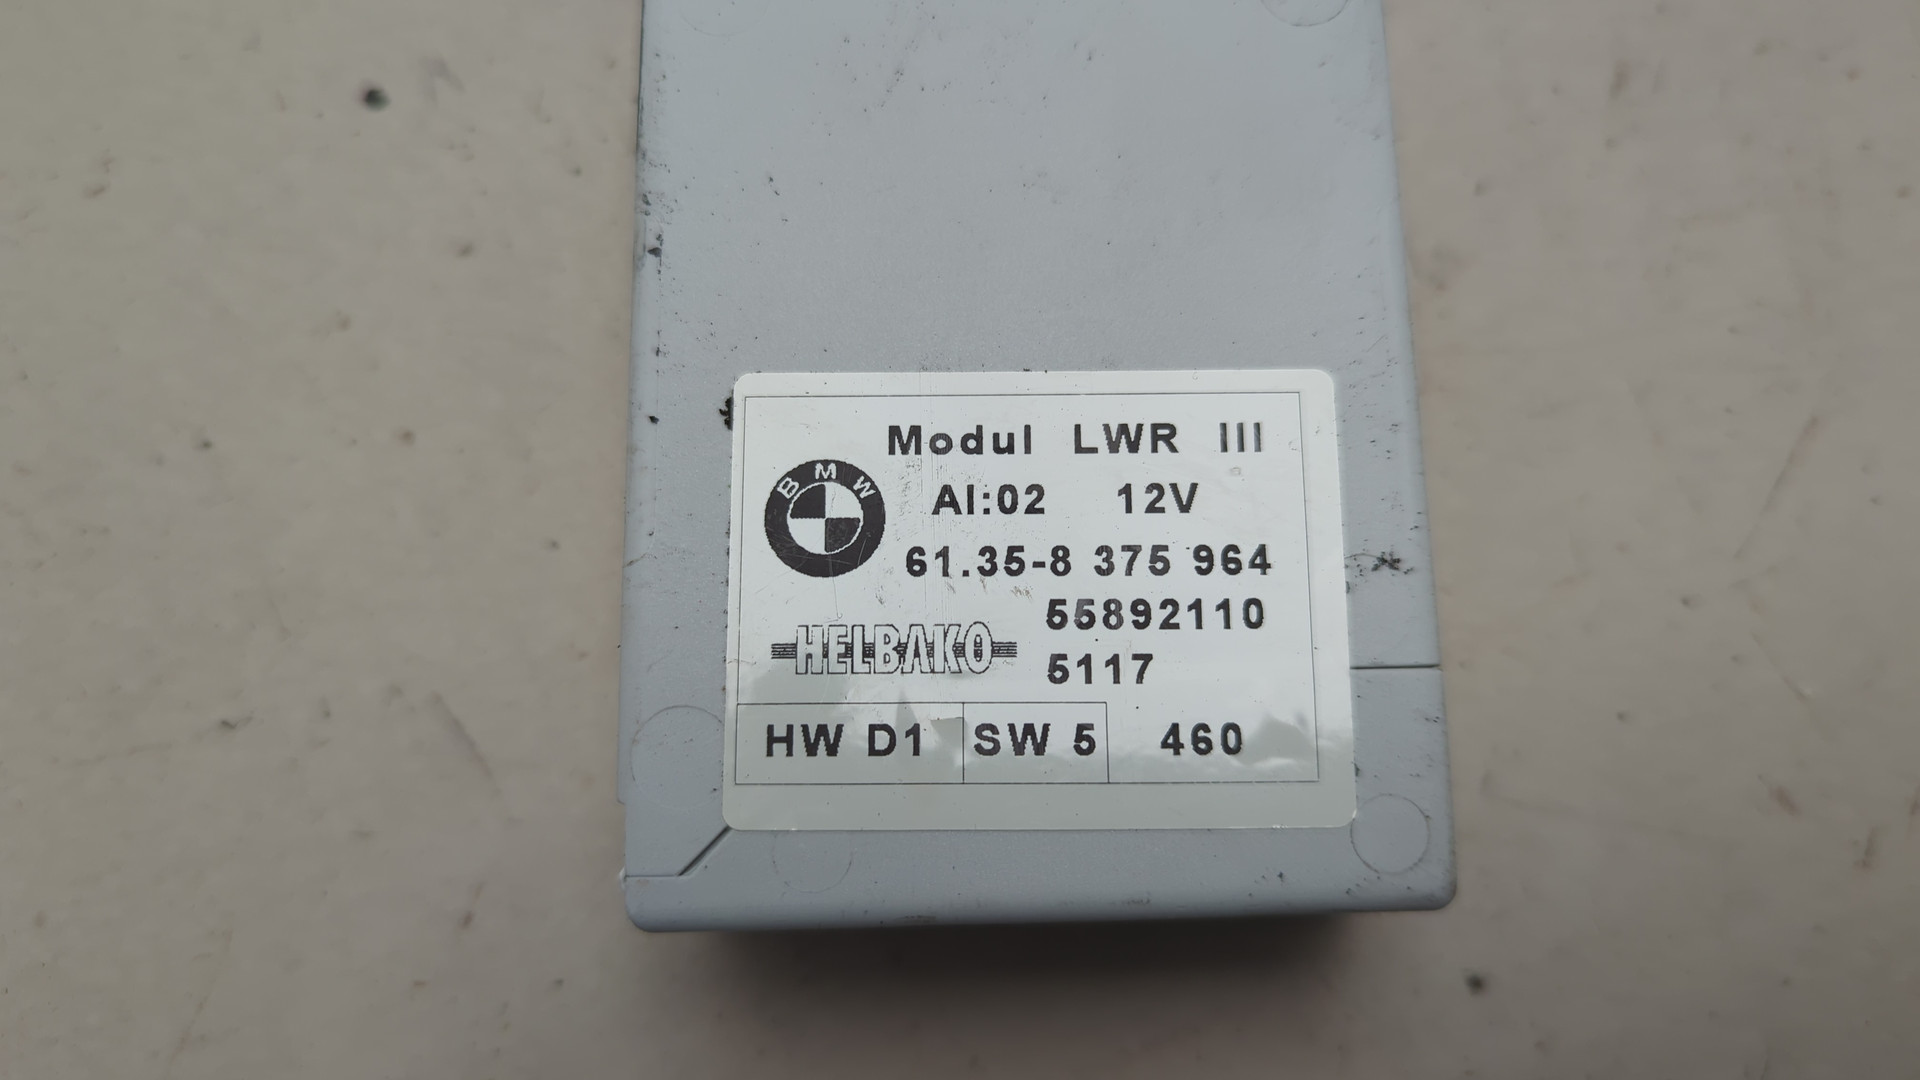 Modul LWR III
BMW
AI:02 12V
61.35-8 375 964
55892110
HELBAKO
5117
HW D1 SW 5 460